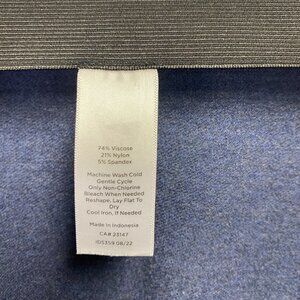 74% Viscose
21% Nylon
5% Spandex
Machine Wash Cold
Gentle Cycle
Only Non-Chlorine
Bleach When Needed
Reshape, Lay Flat To
Dry
Cool Iron, If Needed
Made In Indonesia
CA# 23147
IDS359 08/22